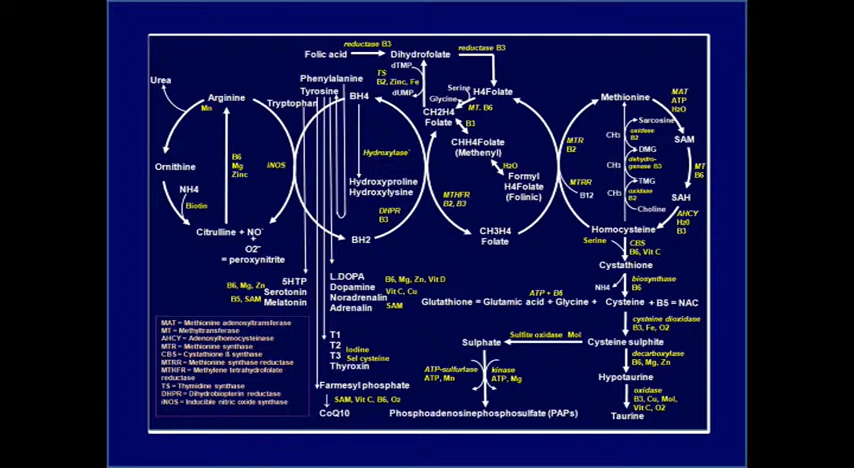 Folic acid
reductase B3
Dihydrofolate
reductase B3
dTMP
TS
B2, Zinc, Fe
dUMP
Urea
Phenylalanine
Tyrosine
Tryptophan
BH4
Serine
H4Folate
Glycine
MT, B6
CH2H4
Folate
B3
CHH4Folate
(Methenyl)
H2O
Formyl
H4Folate
(Folinic)
Arginine
Mn
Ornithine
B6
Mg
Zinc
iNOS
NH4
Biotin
Citrulline + NO˙
+
O2˙
= peroxynitrite
Hydroxylase
Hydroxyproline
Hydroxylysine
DHPR
B3
BH2
MTHFR
B2, B3
CH3H4
Folate
MTR
B2
MTRR
B12
Methionine
MAT
ATP
H2O
SAM
MT
B6
SAH
AHCY
H20
B3
Sarcosine
CH3
oxidase
B2
DMG
CH3
dehydro-
genese B3
TMG
CH3
oxidase
B2
Choline
Homocysteine
Serine
CBS
B6, Vit C
Cystathione
NH4
biosynthase
B6
Glutathione = Glutamic acid + Glycine +
ATP + B6
Cysteine + B5 = NAC
cysteine dioxidase
B3, Fe, O2
Cysteine sulphite
Sulfite oxidase Mol
Sulphate
decarboxylase
B6, Mg, Zn
Hypotaurine
oxidase
B3, Cu, Mol,
Vit C, O2
Taurine
ATP-sulfurlase
ATP, Mn
kinase
ATP, Mg
Phosphoadenosinephosphosulfate (PAPs)
B6, Mg, Zn
B5, SAM
5HTP
Serotonin
Melatonin
L.DOPA
Dopamine
Noradrenalin
Adrenalin
B6, Mg, Zn, Vit D
Vit C, Cu
SAM
T1
T2
T3
Thyroxin
Iodine
Sel cysteine
Farmesyl phosphate
SAM, Vit C, B6, O2
CoQ10
MAT = Methionine adenosyltransferase
MT = Methyltransferase
AHCY = Adenosylhomocysteinase
MTR = Methionine synthase
CBS = Cystathione ß synthase
MTRR = Methionine synthase reductase
MTHFR = Methylene tetrahydrofolate
reductase
TS = Thymidine synthase
DHPR = Dihydrobiopterin reductase
iNOS = Inducible nitric oxide synthase